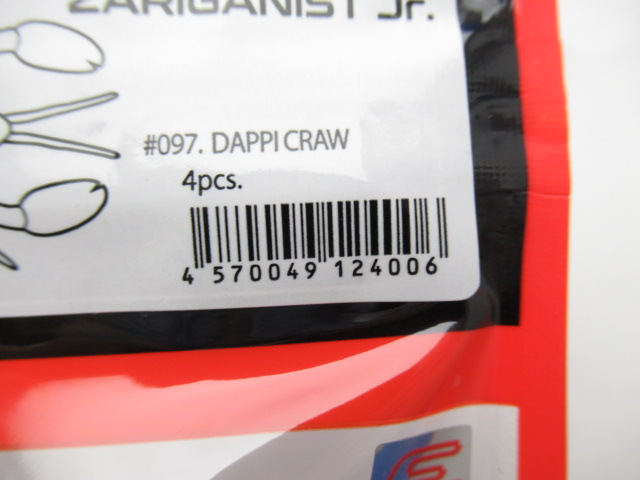 ZARIGANIST Jr.
#097. DAPPI CRAW
4pcs.
4 570049 124006